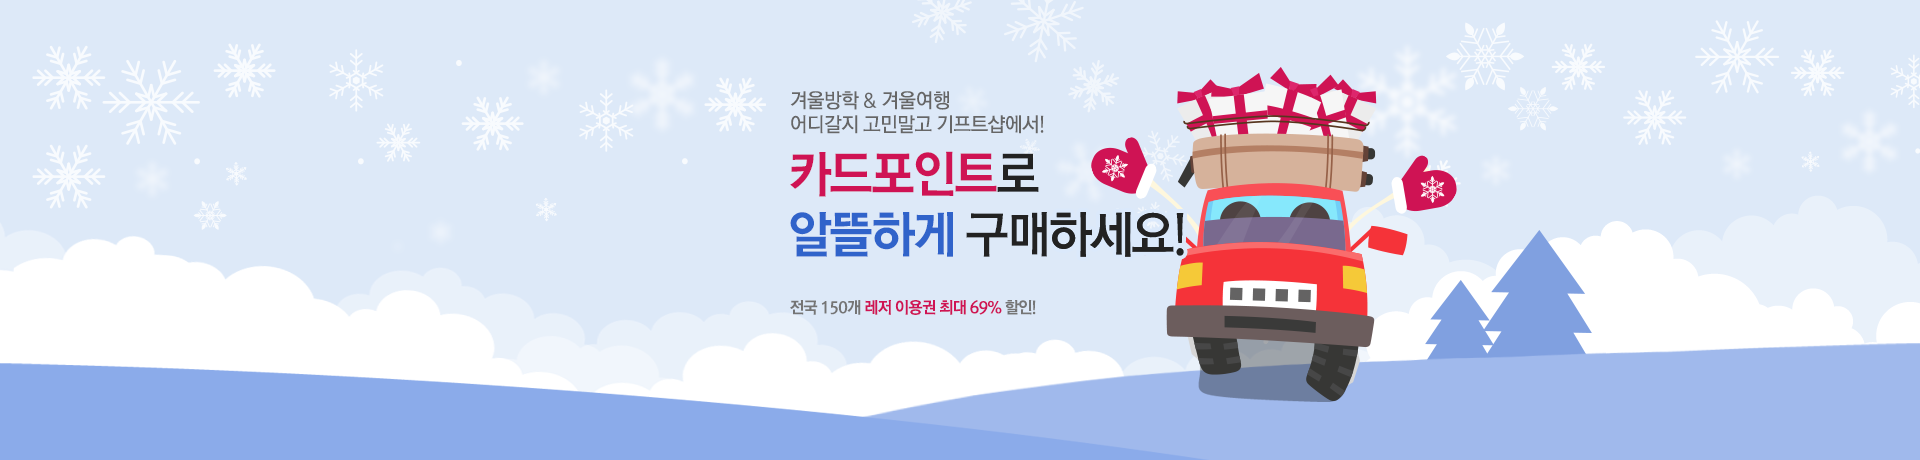 겨울방학 & 겨울여행
어디갈지 고민말고 기프트샵에서!
카드포인트로
알뜰하게 구매하세요!
전국 150개 레저 이용권 최대 69% 할인!